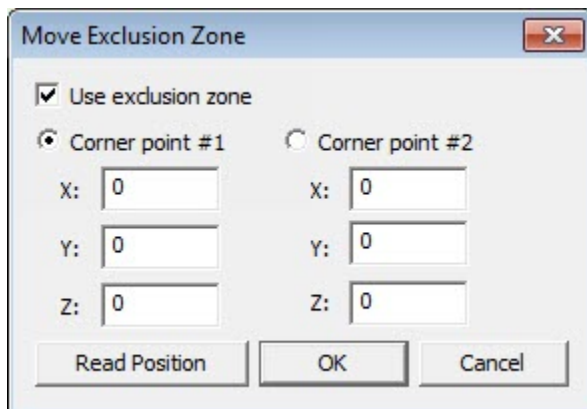 Move Exclusion Zone
Use exclusion zone
Corner point #1 Corner point #2
X: 0 X: 0
Y: 0 Y: 0
Z: 0 Z: 0
Read Position OK Cancel